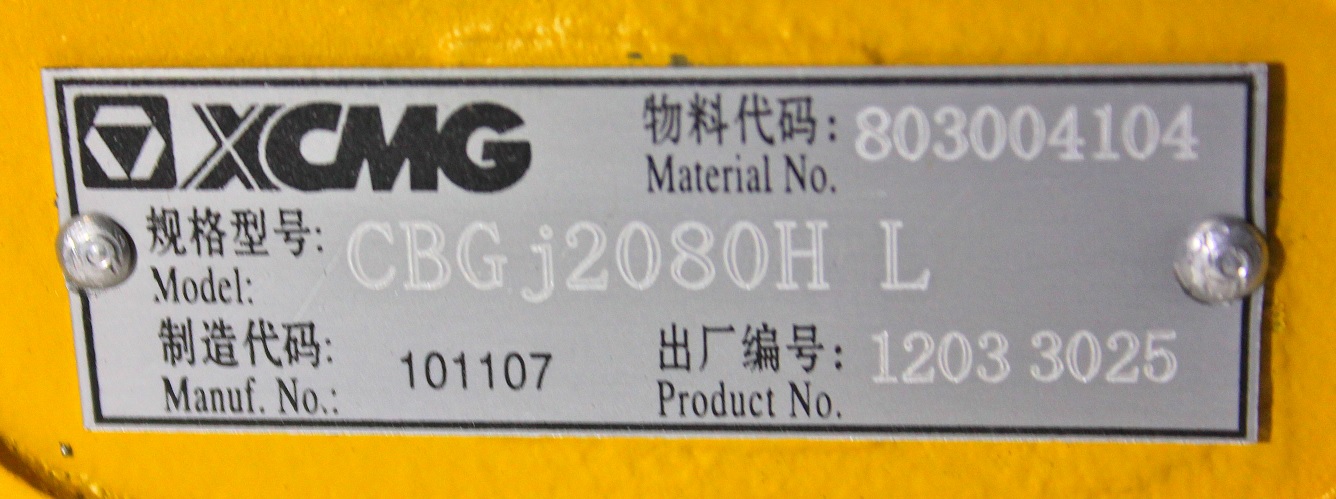 XCMG
物料代码: 803004104
Material No.
规格型号: CBGj2080H L
Model:
制造代码: 101107
Manuf. No.:
出厂编号: 1203 3025
Product No.